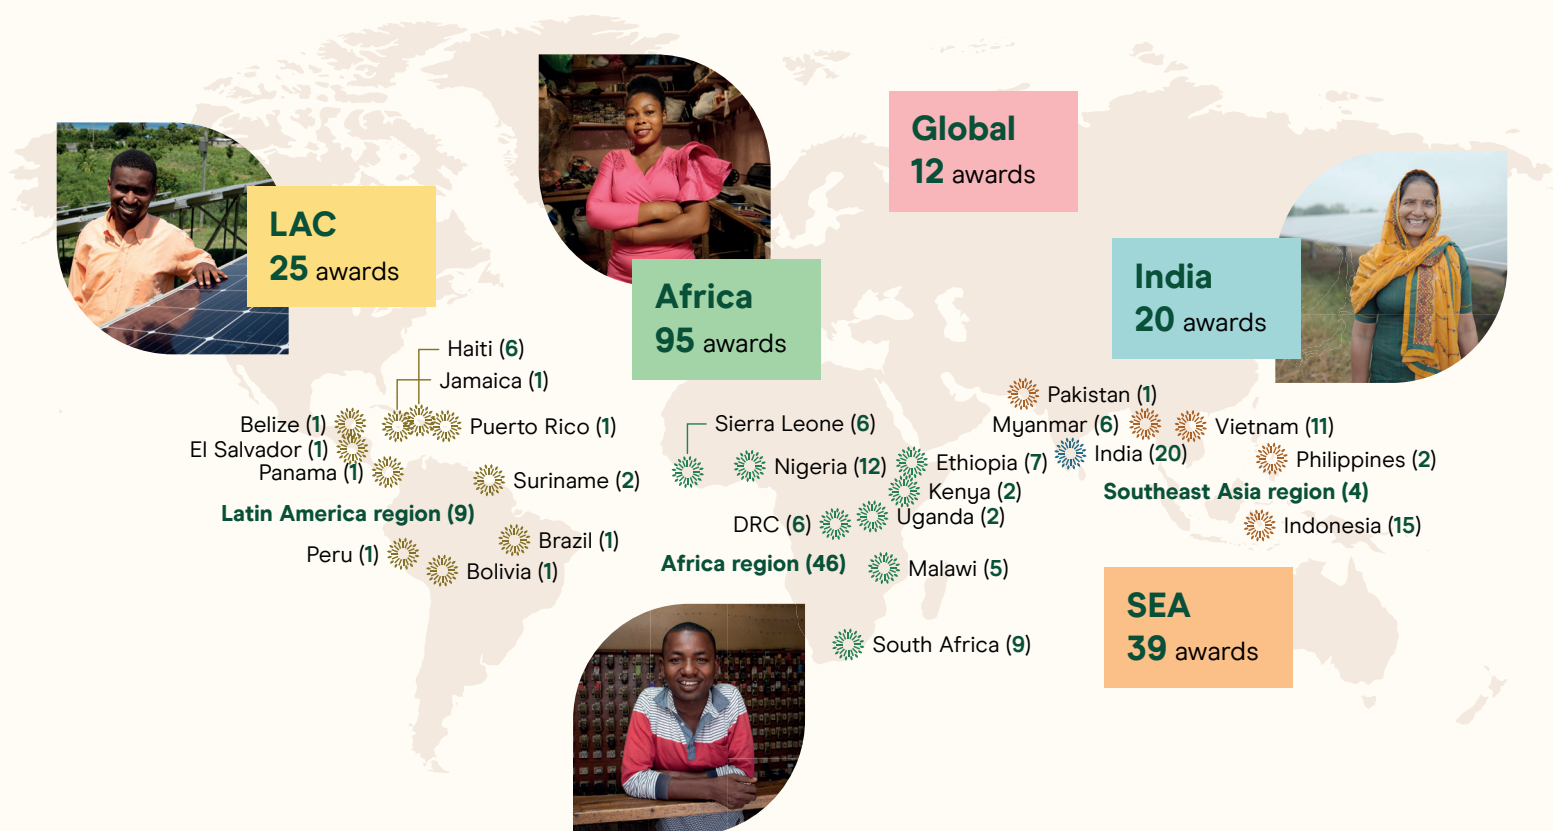 Global
12 awards
LAC
25 awards
Africa
95 awards
India
20 awards
Haiti (6)
Jamaica (1)
Belize (1)
Puerto Rico (1)
El Salvador (1)
Panama (1)
Suriname (2)
Latin America region (9)
Brazil (1)
Peru (1)
Bolivia (1)
Sierra Leone (6)
Nigeria (12)
Ethiopia (7)
Kenya (2)
Uganda (2)
DRC (6)
Africa region (46)
Malawi (5)
South Africa (9)
Pakistan (1)
Myanmar (6)
Vietnam (11)
India (20)
Philippines (2)
Southeast Asia region (4)
Indonesia (15)
SEA
39 awards